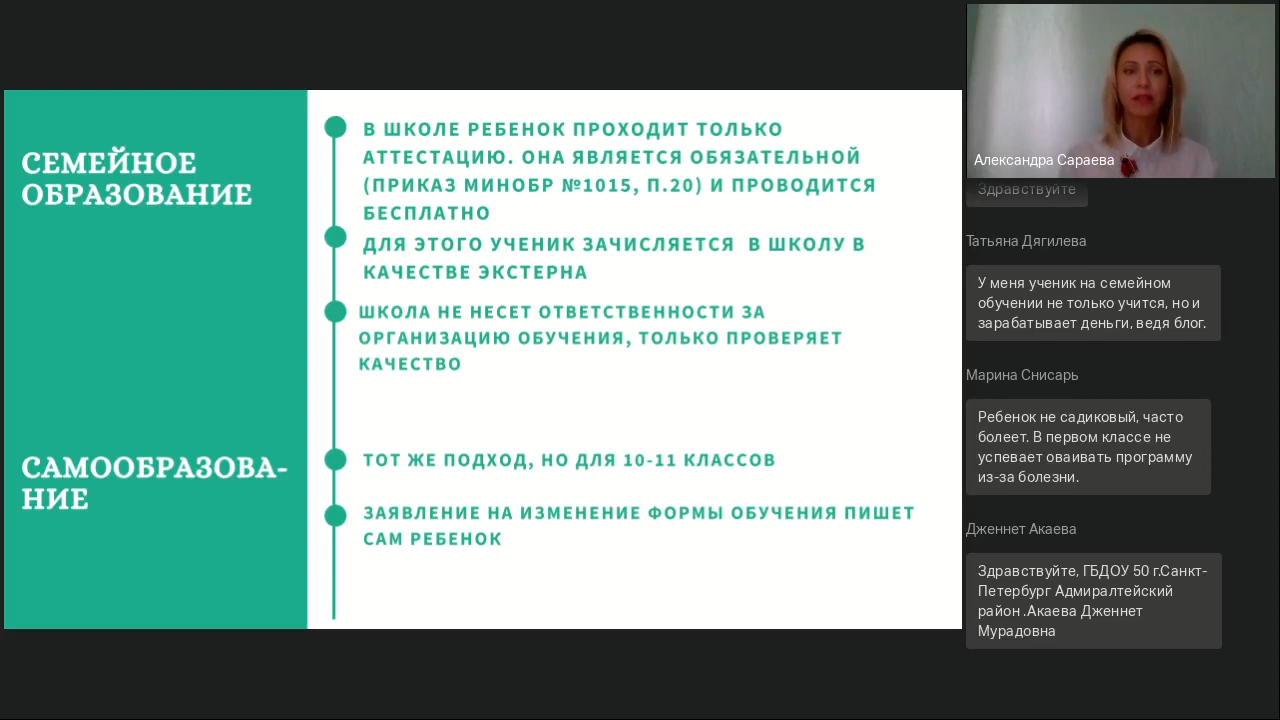 СЕМЕЙНОЕ
ОБРАЗОВАНИЕ
В ШКОЛЕ РЕБЕНОК ПРОХОДИТ ТОЛЬКО
АТТЕСТАЦИЮ. ОНА ЯВЛЯЕТСЯ ОБЯЗАТЕЛЬНОЙ
(ПРИКАЗ МИНОБР №1015, П.20) И ПРОВОДИТСЯ
БЕСПЛАТНО
ДЛЯ ЭТОГО УЧЕНИК ЗАЧИСЛЯЕТСЯ В ШКОЛУ В
КАЧЕСТВЕ ЭКСТЕРНА
ШКОЛА НЕ НЕСЕТ ОТВЕТСТВЕННОСТИ ЗА
ОРГАНИЗАЦИЮ ОБУЧЕНИЯ, ТОЛЬКО ПРОВЕРЯЕТ
КАЧЕСТВО
САМООБРАЗОВА-
НИЕ
ТОТ ЖЕ ПОДХОД, НО ДЛЯ 10-11 КЛАССОВ
ЗАЯВЛЕНИЕ НА ИЗМЕНЕНИЕ ФОРМЫ ОБУЧЕНИЯ ПИШЕТ
САМ РЕБЕНОК
Александра Сараева
Здравствуйте
Татьяна Дягилева
У меня ученик на семейном
обучении не только учится, но и
зарабатывает деньги, ведя блог.
Марина Снисарь
Ребенок не садиковый, часто
болеет. В первом классе не
успевает оваивать программу
из-за болезни.
Дженнет Акаева
Здравствуйте, ГБДОУ 50 г.Санкт-
Петербург Адмиралтейский
район .Акаева Дженнет
Мурадовна